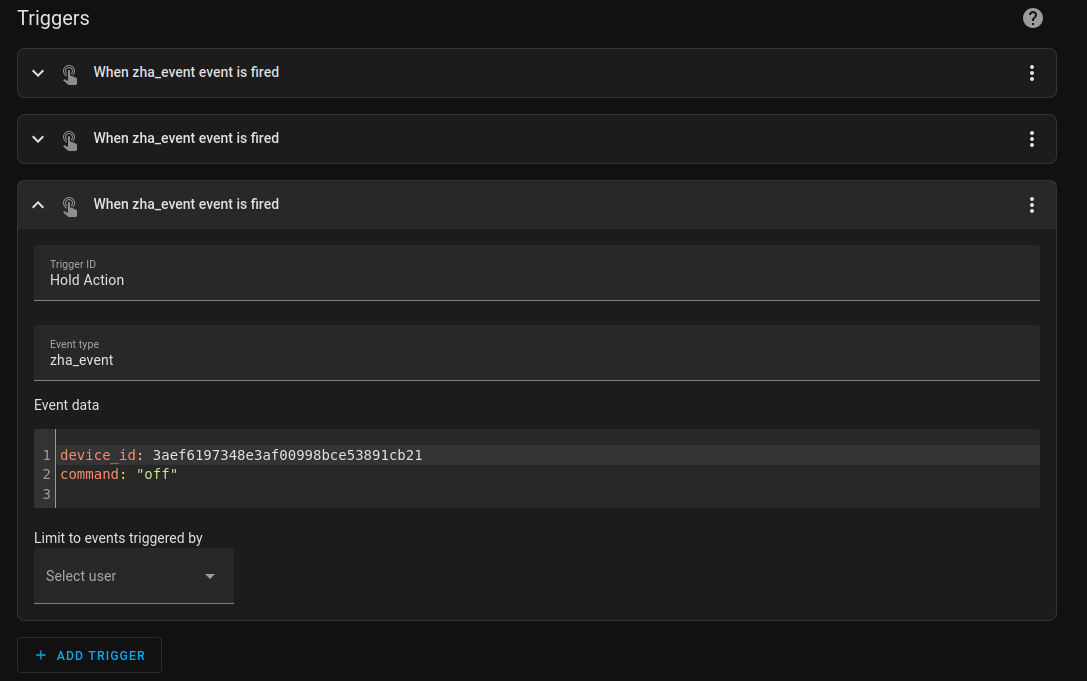 Triggers
When zha_event event is fired
When zha_event event is fired
When zha_event event is fired
Trigger ID
Hold Action
Event type
zha_event
Event data
1 device_id: 3aef6197348e3af00998bce53891cb21
2 command: "off"
3
Limit to events triggered by
Select user
+ ADD TRIGGER